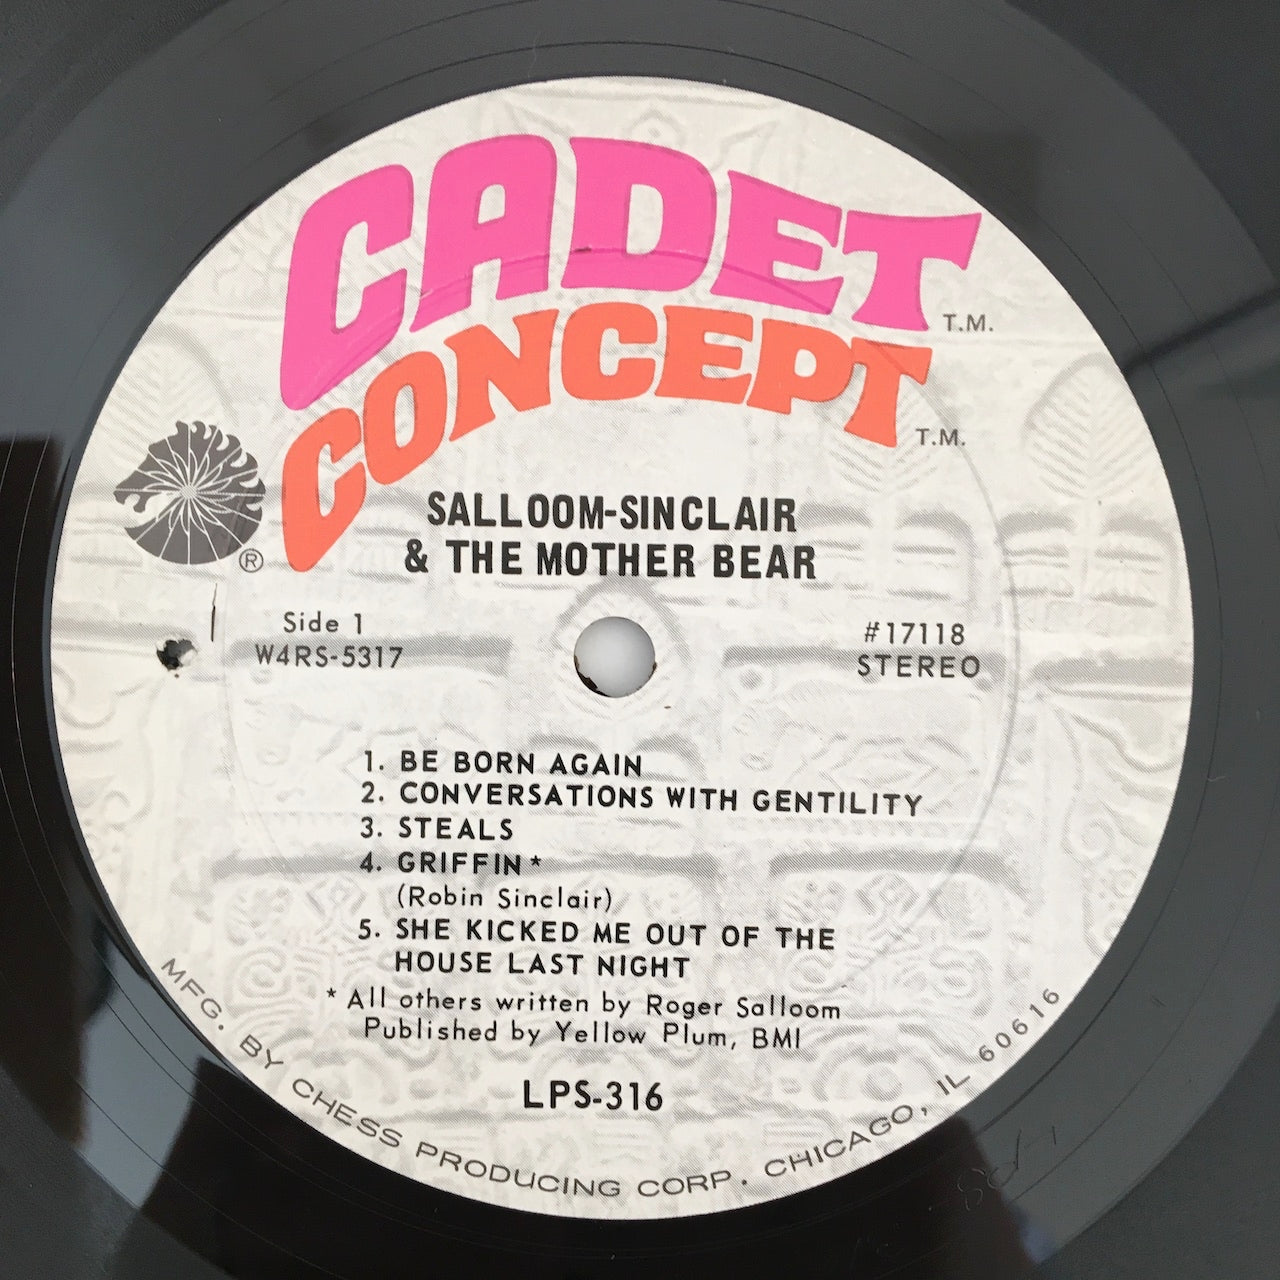 CADET T.M.
CONCEPT T.M.
SALLOOM-SINCLAIR
& THE MOTHER BEAR
®
Side 1
W4RS-5317
#17118
STEREO
1. BE BORN AGAIN
2. CONVERSATIONS WITH GENTILITY
3. STEALS
4. GRIFFIN*
(Robin Sinclair)
5. SHE KICKED ME OUT OF THE
HOUSE LAST NIGHT
* All others written by Roger Salloom
Published by Yellow Plum, BMI
LPS-316
MFG. BY CHESS PRODUCING CORP. CHICAGO, IL 60616